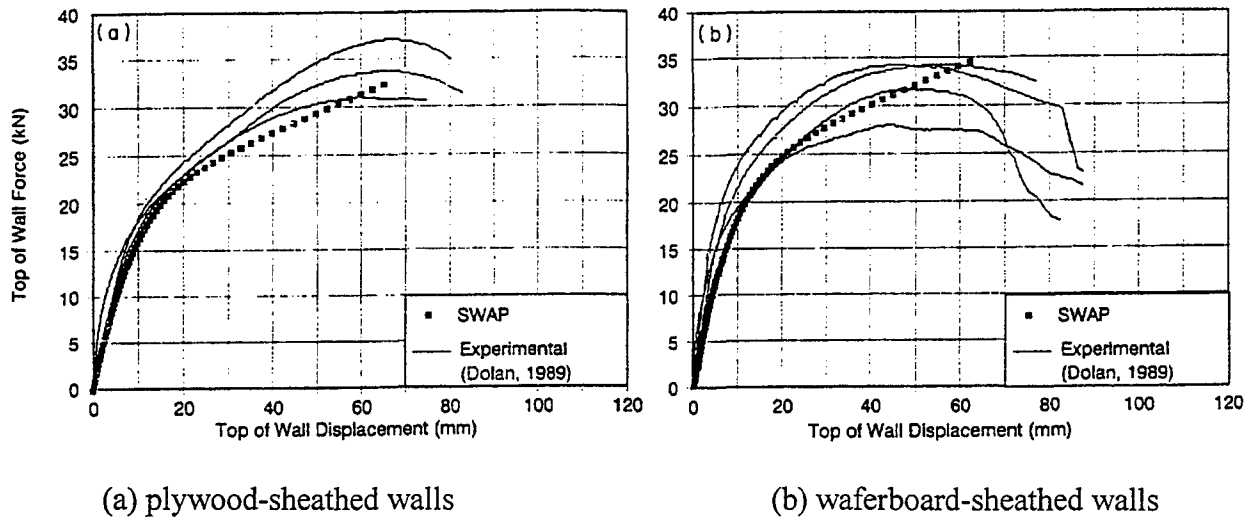 (a)
Top of Wall Force (kN)
40
35
30
25
20
15
10
5
0
SWAP
Experimental
(Dolan, 1989)
0 20 40 60 80 100 120
Top of Wall Displacement (mm)
(b)
40
35
30
25
20
15
10
5
0
SWAP
Experimental
(Dolan, 1989)
0 20 40 60 80 100 120
Top of Wall Displacement (mm)
(a) plywood-sheathed walls
(b) waferboard-sheathed walls